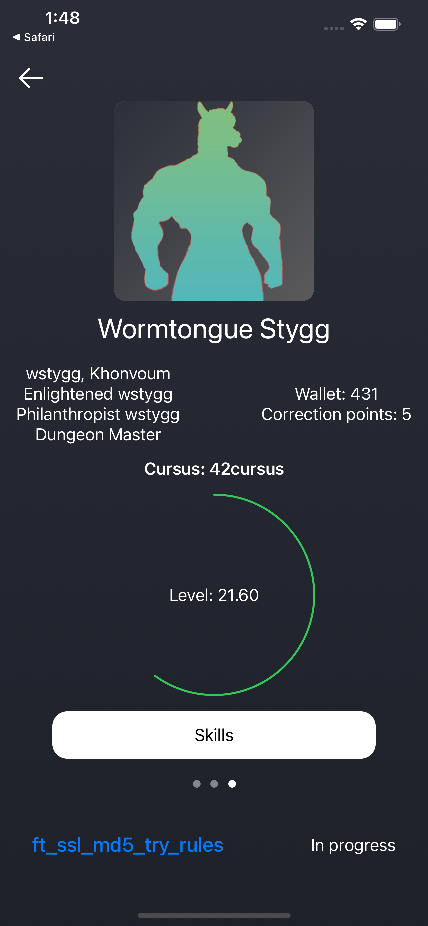 1:48
◀ Safari
Wormtongue Stygg
wstygg, Khonvoum
Enlightened wstygg
Philanthropist wstygg
Dungeon Master
Wallet: 431
Correction points: 5
Cursus: 42cursus
Level: 21.60
Skills
ft_ssl_md5_try_rules
In progress